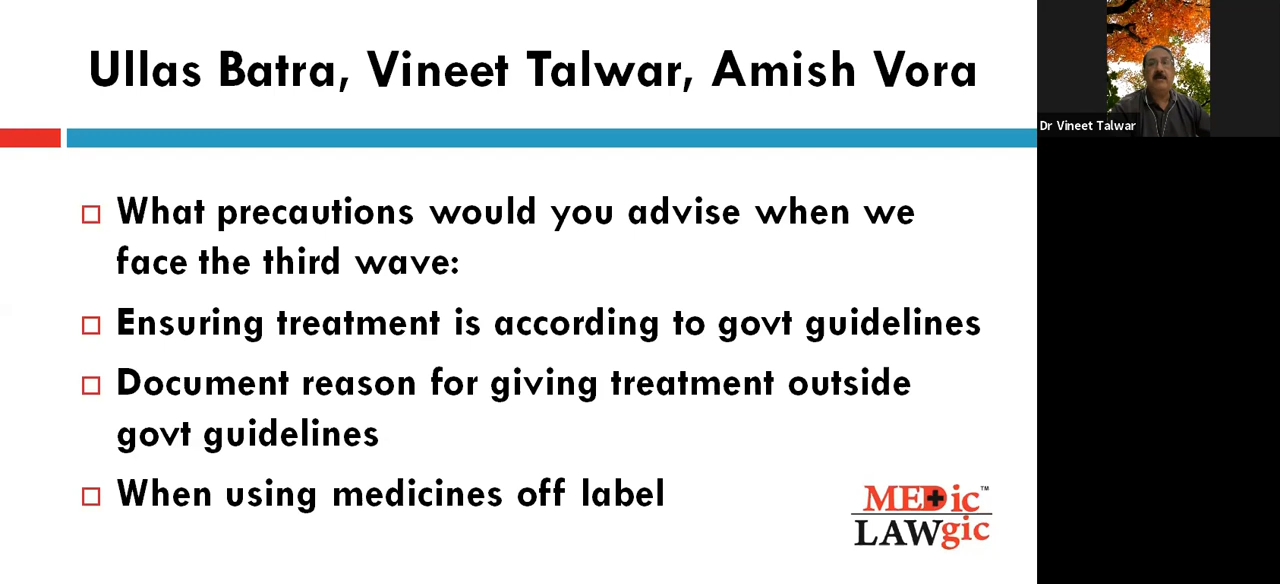 Ullas Batra, Vineet Talwar, Amish Vora
Dr Vineet Talwar
What precautions would you advise when we
face the third wave:
Ensuring treatment is according to govt guidelines
Document reason for giving treatment outside
govt guidelines
When using medicines off label
MEDic™
LAWgic